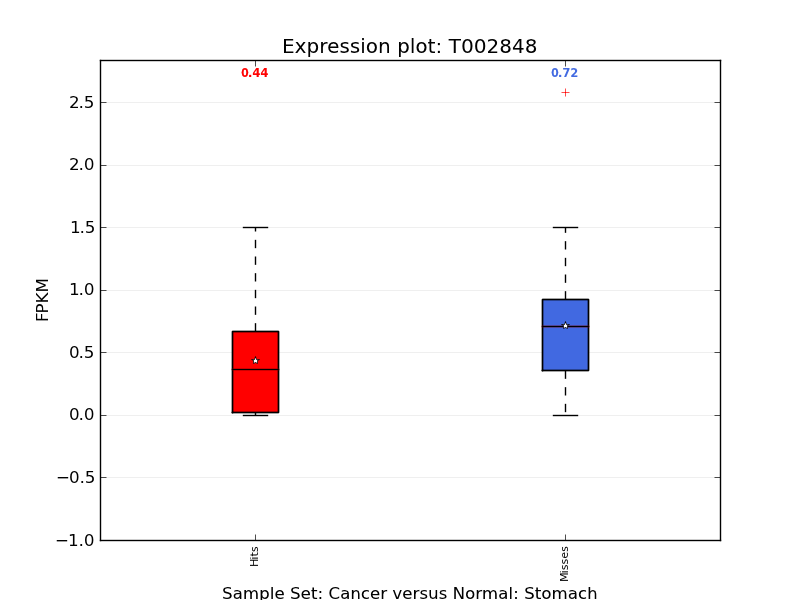 Expression plot: T002848
0.44
0.72
2.5
2.0
1.5
1.0
0.5
0.0
−0.5
−1.0
FPKM
Hits
Misses
Sample Set: Cancer versus Normal: Stomach